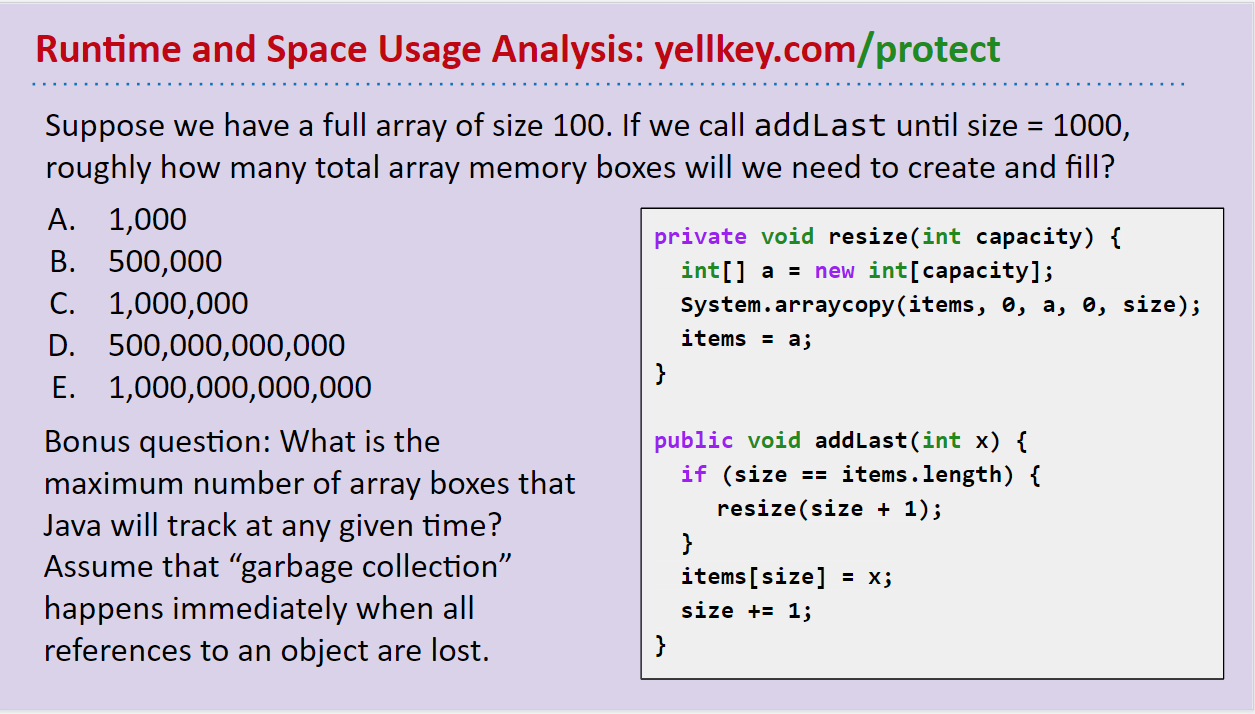 Runtime and Space Usage Analysis: yellkey.com/protect
Suppose we have a full array of size 100. If we call addLast until size = 1000,
roughly how many total array memory boxes will we need to create and fill?
A. 1,000
B. 500,000
C. 1,000,000
D. 500,000,000,000
E. 1,000,000,000,000
Bonus question: What is the
maximum number of array boxes that
Java will track at any given time?
Assume that “garbage collection”
happens immediately when all
references to an object are lost.
private void resize(int capacity) {
  int[] a = new int[capacity];
  System.arraycopy(items, 0, a, 0, size);
  items = a;
}
public void addLast(int x) {
  if (size == items.length) {
    resize(size + 1);
  }
  items[size] = x;
  size += 1;
}